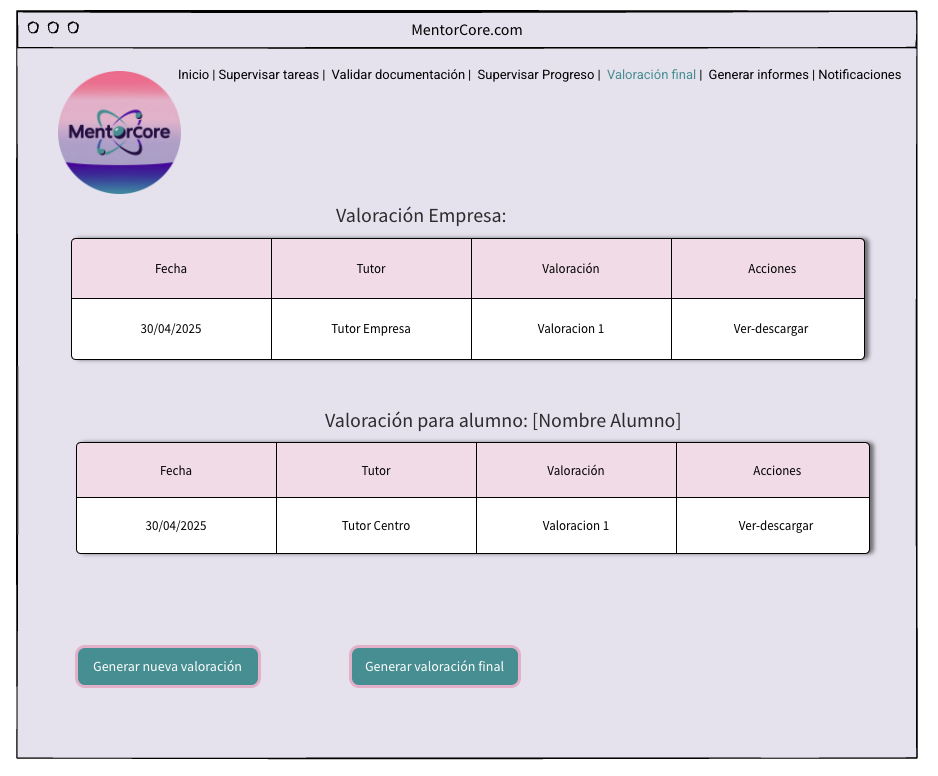 MentorCore.com
Inicio | Supervisar tareas | Validar documentación | Supervisar Progreso | Valoración final | Generar informes | Notificaciones
MentorCore
Valoración Empresa:
Fecha Tutor Valoración Acciones
30/04/2025 Tutor Empresa Valoracion 1 Ver-descargar
Valoración para alumno: [Nombre Alumno]
Fecha Tutor Valoración Acciones
30/04/2025 Tutor Centro Valoracion 1 Ver-descargar
Generar nueva valoración Generar valoración final